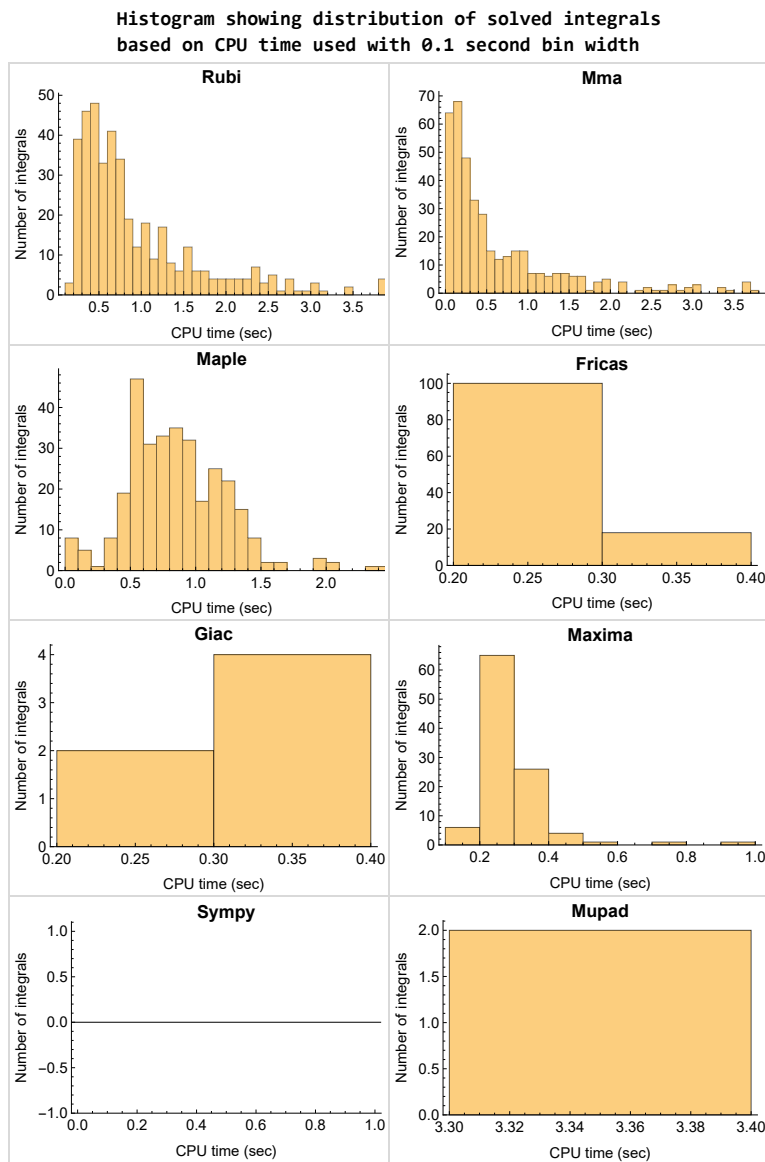 Histogram showing distribution of solved integrals
based on CPU time used with 0.1 second bin width
Rubi
Number of integrals
50
40
30
20
10
0
0.5 1.0 1.5 2.0 2.5 3.0 3.5
CPU time (sec)
Mma
Number of integrals
70
60
50
40
30
20
10
0
0.0 0.5 1.0 1.5 2.0 2.5 3.0 3.5
CPU time (sec)
Maple
Number of integrals
40
30
20
10
0
0.0 0.5 1.0 1.5 2.0
CPU time (sec)
Fricas
Number of integrals
100
80
60
40
20
0
0.20 0.25 0.30 0.35 0.40
CPU time (sec)
Giac
Number of integrals
4
3
2
1
0
0.20 0.25 0.30 0.35 0.40
CPU time (sec)
Maxima
Number of integrals
60
50
40
30
20
10
0
0.2 0.4 0.6 0.8 1.0
CPU time (sec)
Sympy
Number of integrals
1.0
0.5
0.0
−0.5
−1.0
0.0 0.2 0.4 0.6 0.8 1.0
CPU time (sec)
Mupad
Number of integrals
2.0
1.5
1.0
0.5
0.0
3.30 3.32 3.34 3.36 3.38 3.40
CPU time (sec)